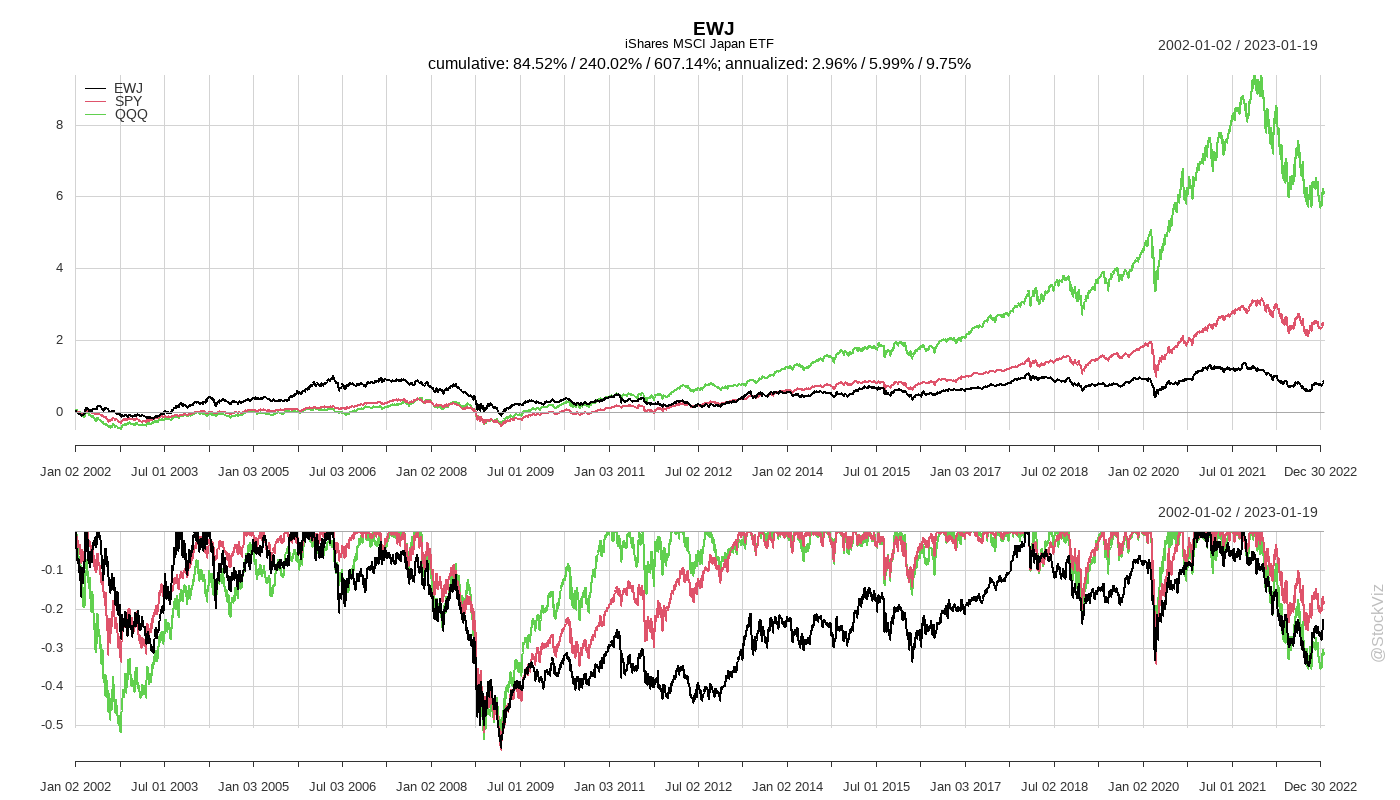 EWJ
iShares MSCI Japan ETF
2002-01-02 / 2023-01-19
cumulative: 84.52% / 240.02% / 607.14%; annualized: 2.96% / 5.99% / 9.75%
EWJ
SPY
QQQ
8
6
4
2
0
Jan 02 2002 Jul 01 2003 Jan 03 2005 Jul 03 2006 Jan 02 2008 Jul 01 2009 Jan 03 2011 Jul 02 2012 Jan 02 2014 Jul 01 2015 Jan 03 2017 Jul 02 2018 Jan 02 2020 Jul 01 2021 Dec 30 2022
2002-01-02 / 2023-01-19
-0.1
-0.2
-0.3
-0.4
-0.5
Jan 02 2002 Jul 01 2003 Jan 03 2005 Jul 03 2006 Jan 02 2008 Jul 01 2009 Jan 03 2011 Jul 02 2012 Jan 02 2014 Jul 01 2015 Jan 03 2017 Jul 02 2018 Jan 02 2020 Jul 01 2021 Dec 30 2022
@StockViz